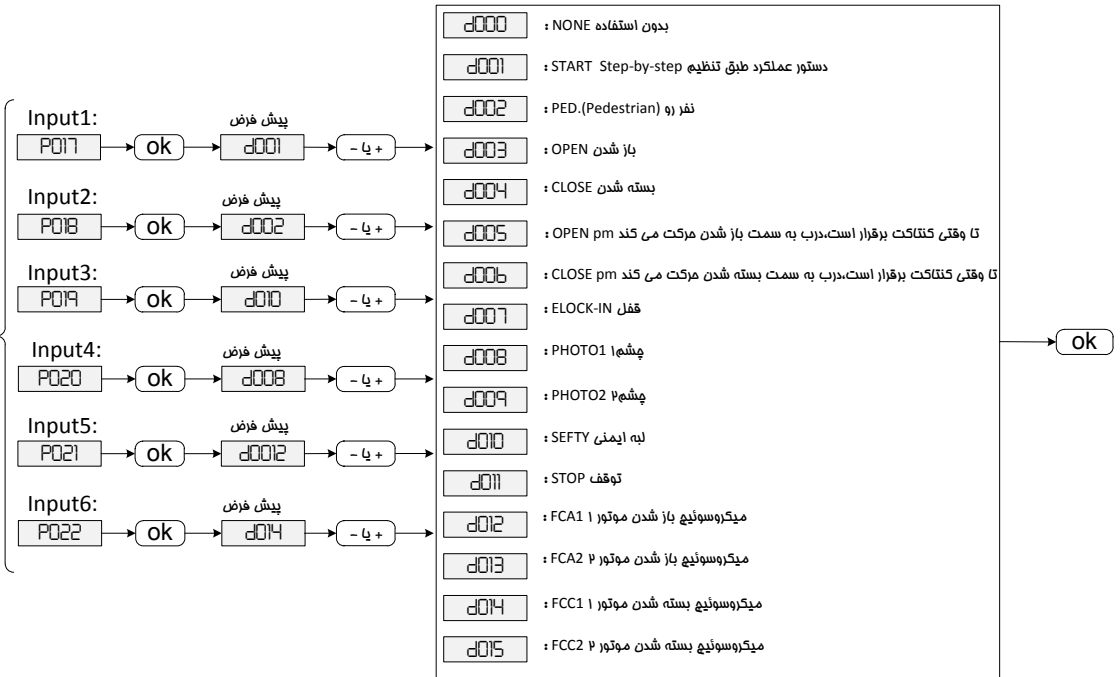 Input1:
پیش فرض
P017 ok d001 + یا -
Input2:
پیش فرض
P018 ok d002 + یا -
Input3:
پیش فرض
P019 ok d010 + یا -
Input4:
پیش فرض
P020 ok d008 + یا -
Input5:
پیش فرض
P021 ok d0012 + یا -
Input6:
پیش فرض
P022 ok d014 + یا -
d000 : NONE بدون استفاده
d001 : START Step-by-step دستور عملکرد طبق تنظیم
d002 : PED.(Pedestrian) نفر رو
d003 : OPEN باز شدن
d004 : CLOSE بسته شدن
d005 : OPEN pm تا وقتی کنتاکت برقرار است،درب به سمت باز شدن حرکت می کند
d006 : CLOSE pm تا وقتی کنتاکت برقرار است،درب به سمت بسته شدن حرکت می کند
d007 : ELOCK-IN قفل
d008 : PHOTO1 چشم۱
d009 : PHOTO2 چشم۲
d010 : SEFTY لبه ایمنی
d011 : STOP توقف
d012 : FCA1 میکروسوئیچ باز شدن موتور ۱
d013 : FCA2 میکروسوئیچ باز شدن موتور ۲
d014 : FCC1 میکروسوئیچ بسته شدن موتور ۱
d015 : FCC2 میکروسوئیچ بسته شدن موتور ۲
ok